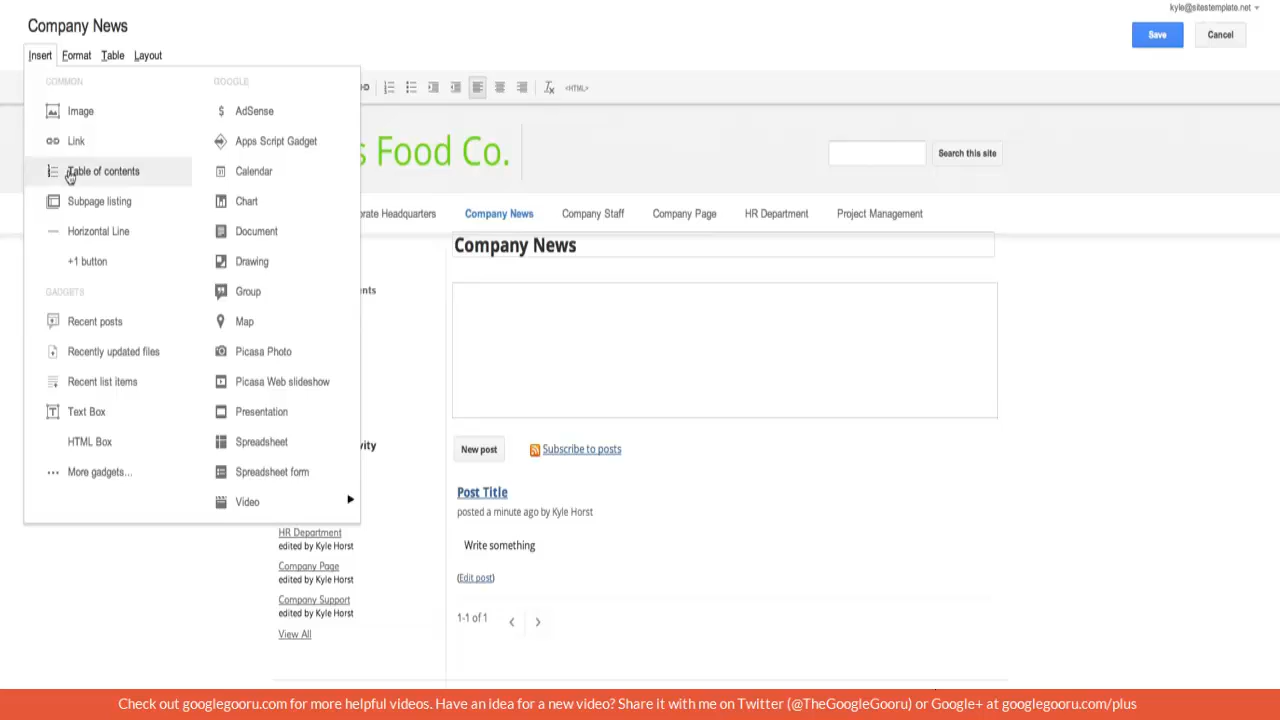 kyle@sitestemplate.net
Company News
Save
Cancel
Insert Format Table Layout
<HTML>
COMMON
Image
Link
Table of contents
Subpage listing
Horizontal Line
+1 button
GADGETS
Recent posts
Recently updated files
Recent list items
Text Box
HTML Box
More gadgets...
GOOGLE
AdSense
Apps Script Gadget
Calendar
Chart
Document
Drawing
Group
Map
Picasa Photo
Picasa Web slideshow
Presentation
Spreadsheet
Spreadsheet form
Video
s Food Co.
Search this site
rate Headquarters Company News Company Staff Company Page HR Department Project Management
nts
vity
HR Department
edited by Kyle Horst
Company Page
edited by Kyle Horst
Company Support
edited by Kyle Horst
View All
Company News
New post
Subscribe to posts
Post Title
posted a minute ago by Kyle Horst
Write something
(Edit post)
1-1 of 1
Check out googlegooru.com for more helpful videos. Have an idea for a new video? Share it with me on Twitter (@TheGoogleGooru) or Google+ at googlegooru.com/plus